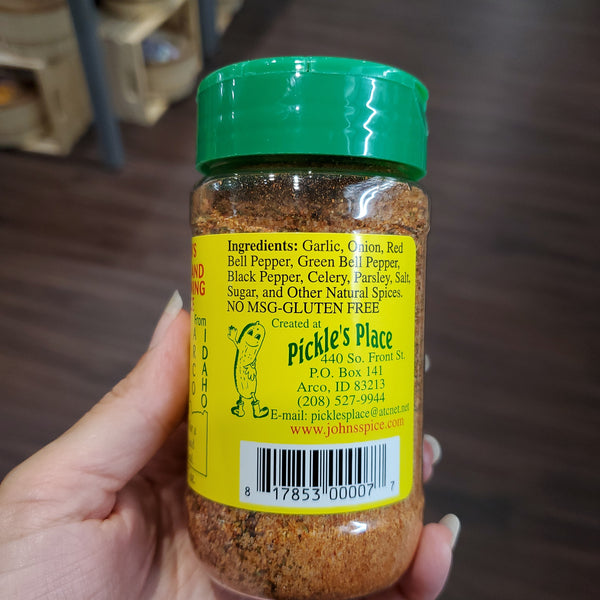 Ingredients: Garlic, Onion, Red
Bell Pepper, Green Bell Pepper,
Black Pepper, Celery, Parsley, Salt,
Sugar, and Other Natural Spices.
NO MSG-GLUTEN FREE
Created at
Pickle's Place
440 So. Front St.
P.O. Box 141
Arco, ID 83213
(208) 527-9944
E-mail: picklesplace@atcnet.net
www.johnsspice.com
8 17853 00007 7
From
ARCO
IDAHO